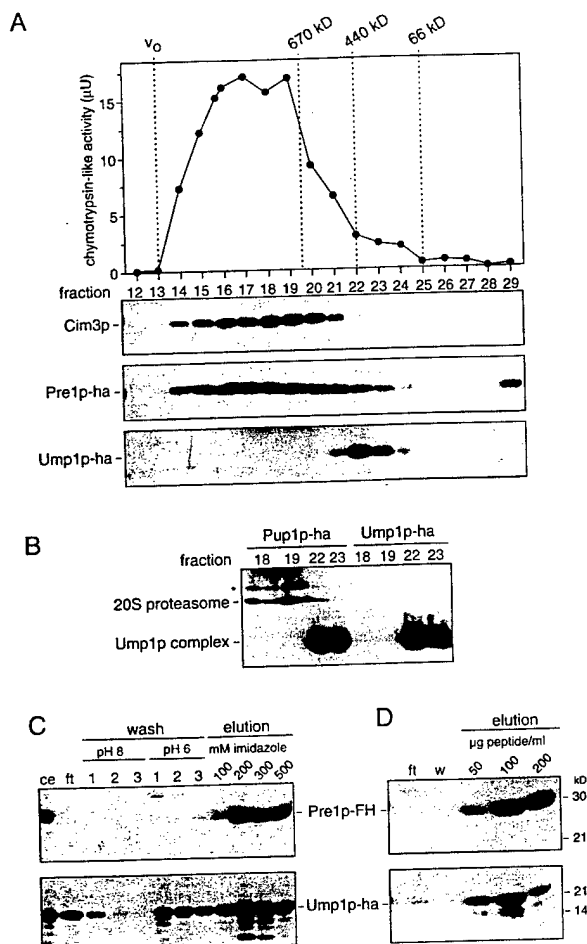 A
V₀ 670 kD 440 kD 66 kD
chymotrypsin-like activity (µU)
15
10
5
0
12 13 14 15 16 17 18 19 20 21 22 23 24 25 26 27 28 29
fraction
Cim3p
Pre1p-ha
Ump1p-ha
B
Pup1p-ha Ump1p-ha
fraction 18 19 22 23 18 19 22 23
20S proteasome
Ump1p complex
C
wash elution
pH 8 pH 6 mM imidazole
ce ft 1 2 3 1 2 3 100 200 300 500
Pre1p-FH
Ump1p-ha
D
elution
µg peptide/ml
ft w 50 100 200
kD
30
21
21
14